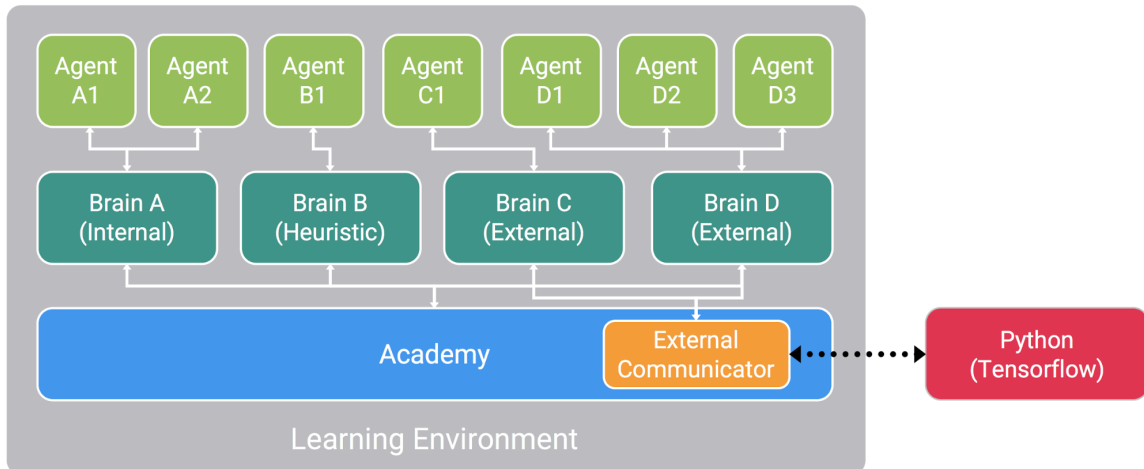 Agent
A1
Agent
A2
Agent
B1
Agent
C1
Agent
D1
Agent
D2
Agent
D3
Brain A
(Internal)
Brain B
(Heuristic)
Brain C
(External)
Brain D
(External)
Academy
External
Communicator
Python
(Tensorflow)
Learning Environment